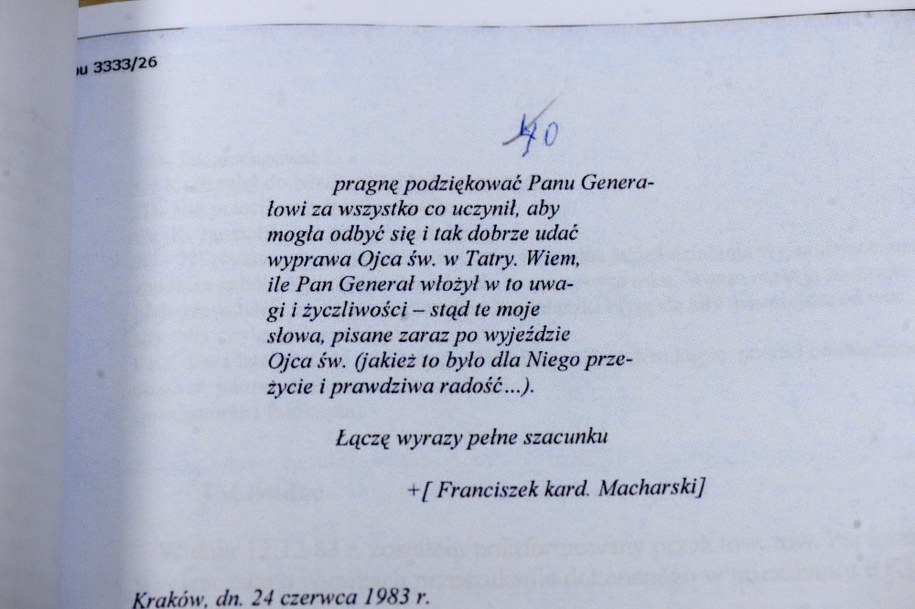 pu 3333/26
40
pragnę podziękować Panu Genera-
łowi za wszystko co uczynił, aby
mogła odbyć się i tak dobrze udać
wyprawa Ojca św. w Tatry. Wiem,
ile Pan Generał włożył w to uwa-
gi i życzliwości – stąd te moje
słowa, pisane zaraz po wyjeździe
Ojca św. (jakież to było dla Niego prze-
życie i prawdziwa radość...).
Łączę wyrazy pełne szacunku
+[ Franciszek kard. Macharski]
Kraków, dn. 24 czerwca 1983 r.